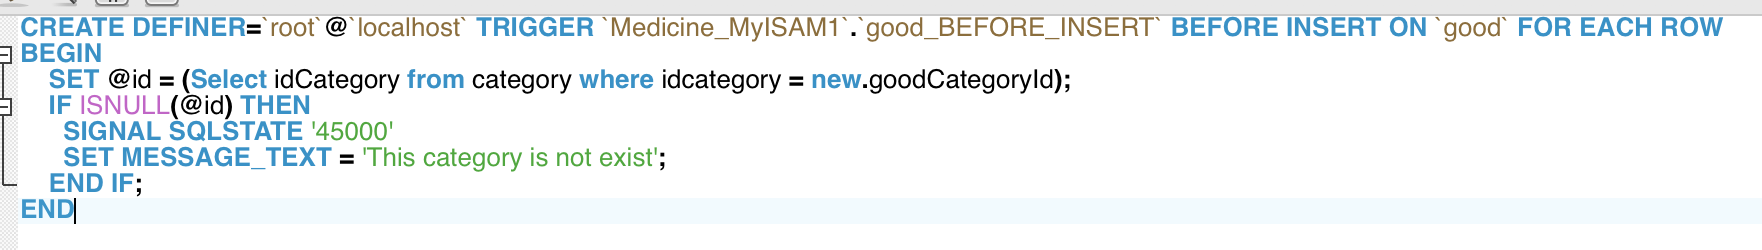 CREATE DEFINER=`root`@`localhost` TRIGGER `Medicine_MyISAM1`.`good_BEFORE_INSERT` BEFORE INSERT ON `good` FOR EACH ROW
BEGIN
SET @id = (Select idCategory from category where idcategory = new.goodCategoryId);
IF ISNULL(@id) THEN
SIGNAL SQLSTATE '45000'
SET MESSAGE_TEXT = 'This category is not exist';
END IF;
END